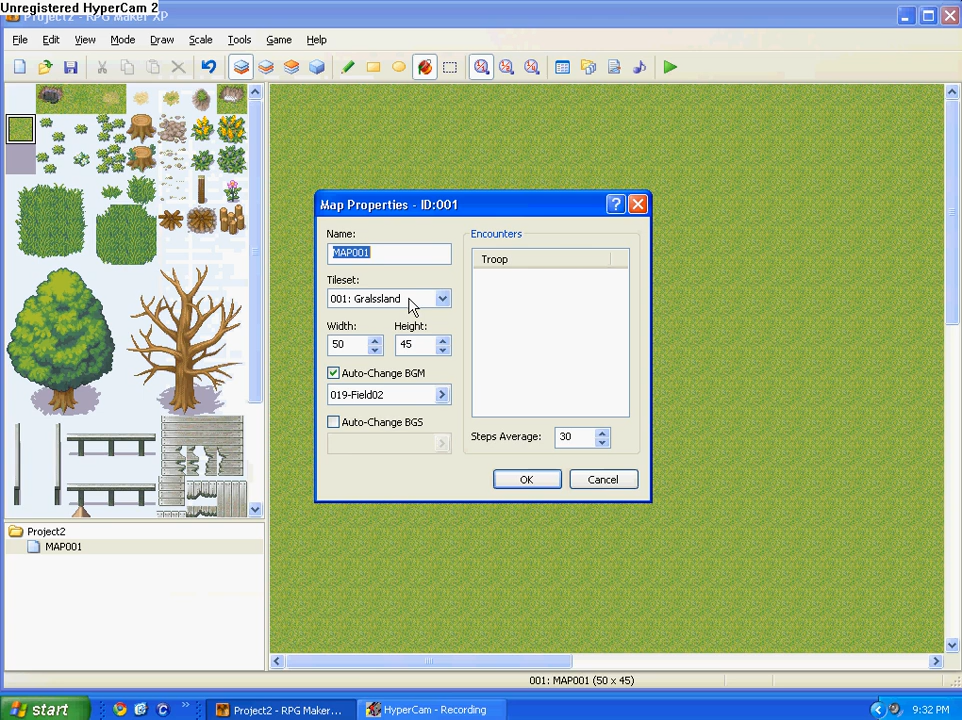 Unregistered HyperCam 2
Project2 - RPG Maker XP
File Edit View Mode Draw Scale Tools Game Help
Map Properties - ID:001
Name:
MAP001
Tileset:
001: Gralssland
Width: Height:
50 45
Auto-Change BGM
019-Field02
Auto-Change BGS
Encounters
Troop
Steps Average: 30
OK Cancel
Project2
MAP001
001: MAP001 (50 x 45)
start
Project2 - RPG Maker...
HyperCam - Recording
9:32 PM